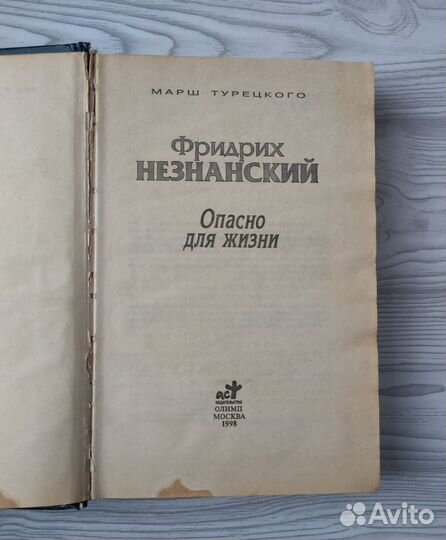 МАРШ ТУРЕЦКОГО
Фридрих
НЕЗНАНСКИЙ
Опасно
для жизни
аст
ИЗДАТЕЛЬСТВО
ОЛИМП
МОСКВА
1998
Avito